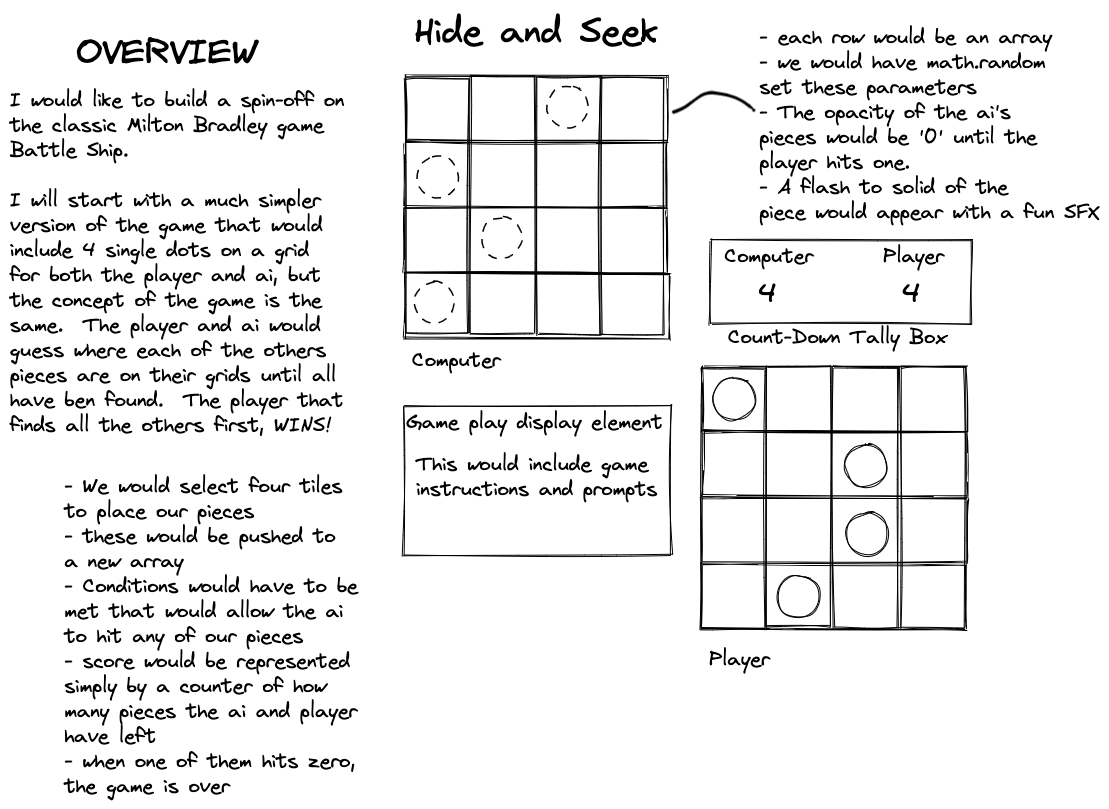 OVERVIEW
I would like to build a spin-off on
the classic Milton Bradley game
Battle Ship.
I will start with a much simpler
version of the game that would
include 4 single dots on a grid
for both the player and ai, but
the concept of the game is the
same. The player and ai would
guess where each of the others
pieces are on their grids until all
have ben found. The player that
finds all the others first, WINS!
- We would select four tiles
to place our pieces
- these would be pushed to
a new array
- Conditions would have to be
met that would allow the ai
to hit any of our pieces
- score would be represented
simply by a counter of how
many pieces the ai and player
have left
- when one of them hits zero,
the game is over
Hide and Seek
Computer
Game play display element
This would include game
instructions and prompts
- each row would be an array
- we would have math.random
set these parameters
- The opacity of the ai's
pieces would be '0' until the
player hits one.
- A flash to solid of the
piece would appear with a fun SFX
Computer Player
4 4
Count-Down Tally Box
Player